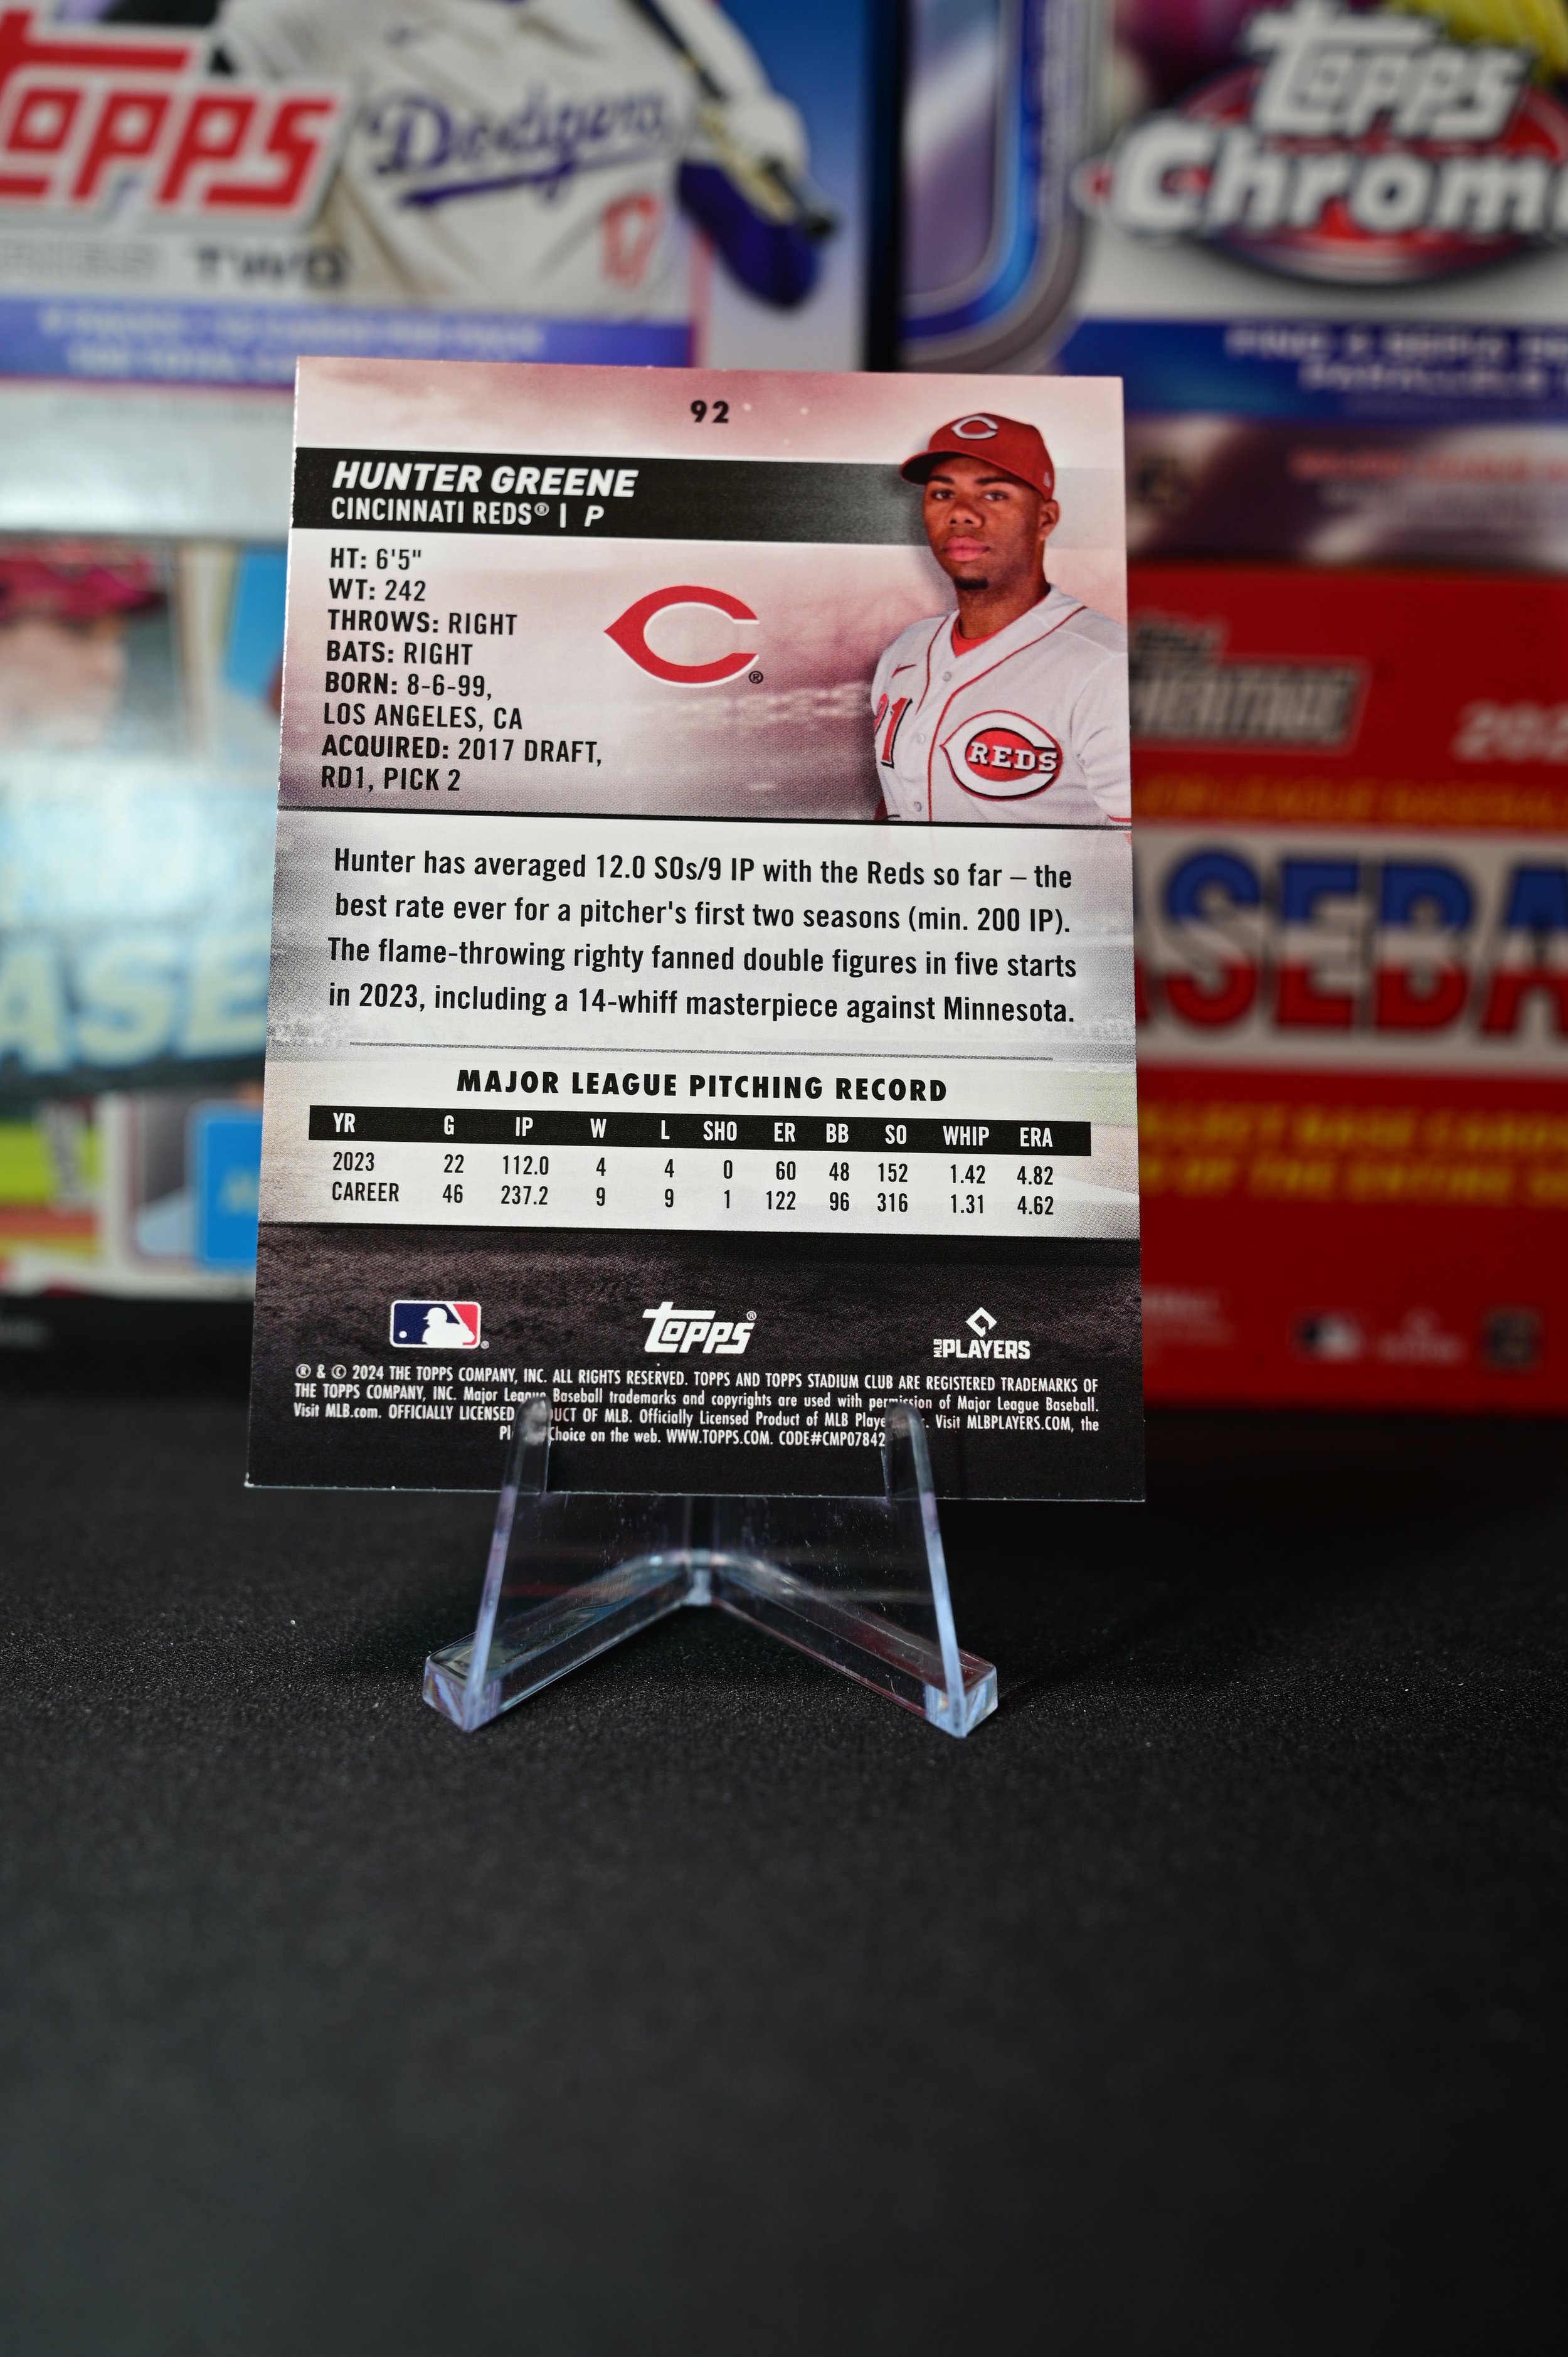 Topps
Dodgers
17
TWO
Topps
Chrome
HERITAGE
92
HUNTER GREENE
CINCINNATI REDS® | P
HT: 6'5"
WT: 242
THROWS: RIGHT
BATS: RIGHT
BORN: 8-6-99,
LOS ANGELES, CA
ACQUIRED: 2017 DRAFT,
RD1, PICK 2
®
REDS
Hunter has averaged 12.0 SOs/9 IP with the Reds so far – the
best rate ever for a pitcher's first two seasons (min. 200 IP).
The flame-throwing righty fanned double figures in five starts
in 2023, including a 14-whiff masterpiece against Minnesota.
MAJOR LEAGUE PITCHING RECORD
YR G IP W L SHO ER BB SO WHIP ERA
2023 22 112.0 4 4 0 60 48 152 1.42 4.82
CAREER 46 237.2 9 9 1 122 96 316 1.31 4.62
Topps®
MLB PLAYERS
® & © 2024 THE TOPPS COMPANY, INC. ALL RIGHTS RESERVED. TOPPS AND TOPPS STADIUM CLUB ARE REGISTERED TRADEMARKS OF
THE TOPPS COMPANY, INC. Major League Baseball trademarks and copyrights are used with permission of Major League Baseball.
Visit MLB.com. OFFICIALLY LICENSED PRODUCT OF MLB. Officially Licensed Product of MLB Visit MLBPLAYERS.COM, the
Choice on the web. WWW.TOPPS.COM. CODE#CMP07842